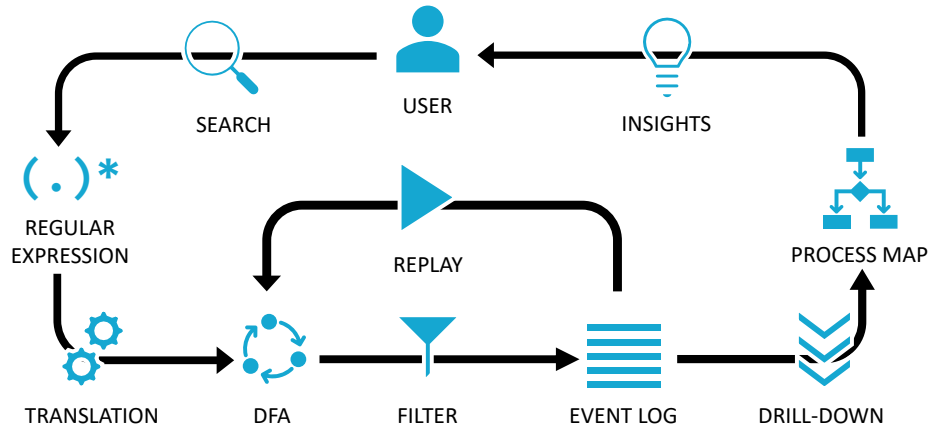 USER
SEARCH
INSIGHTS
(.)*
REGULAR
EXPRESSION
REPLAY
PROCESS MAP
TRANSLATION
DFA
FILTER
EVENT LOG
DRILL-DOWN